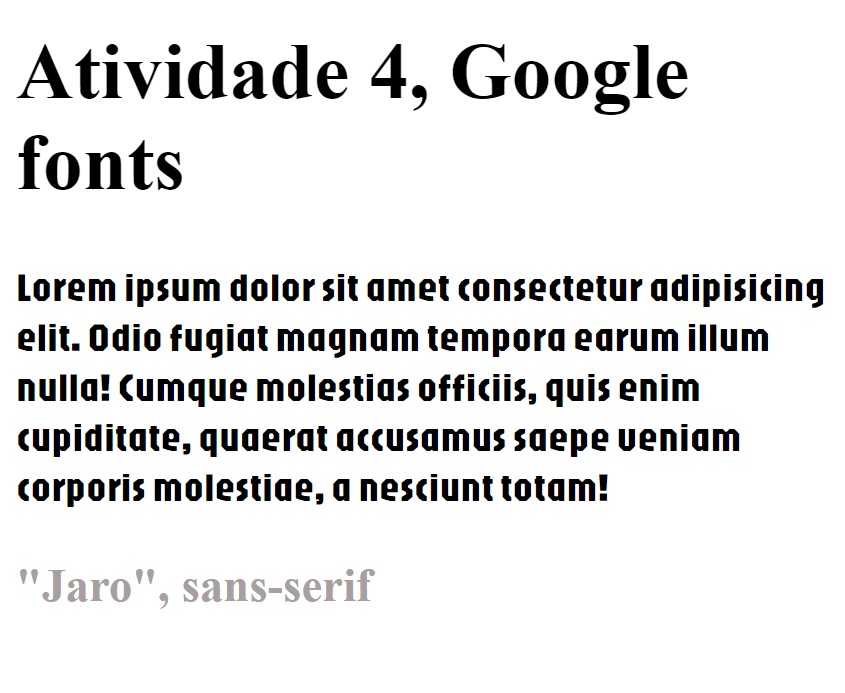 Atividade 4, Google
fonts
Lorem ipsum dolor sit amet consectetur adipisicing
elit. Odio fugiat magnam tempora earum illum
nulla! Cumque molestias officiis, quis enim
cupiditate, quaerat accusamus saepe veniam
corporis molestiae, a nesciunt totam!
"Jaro", sans-serif